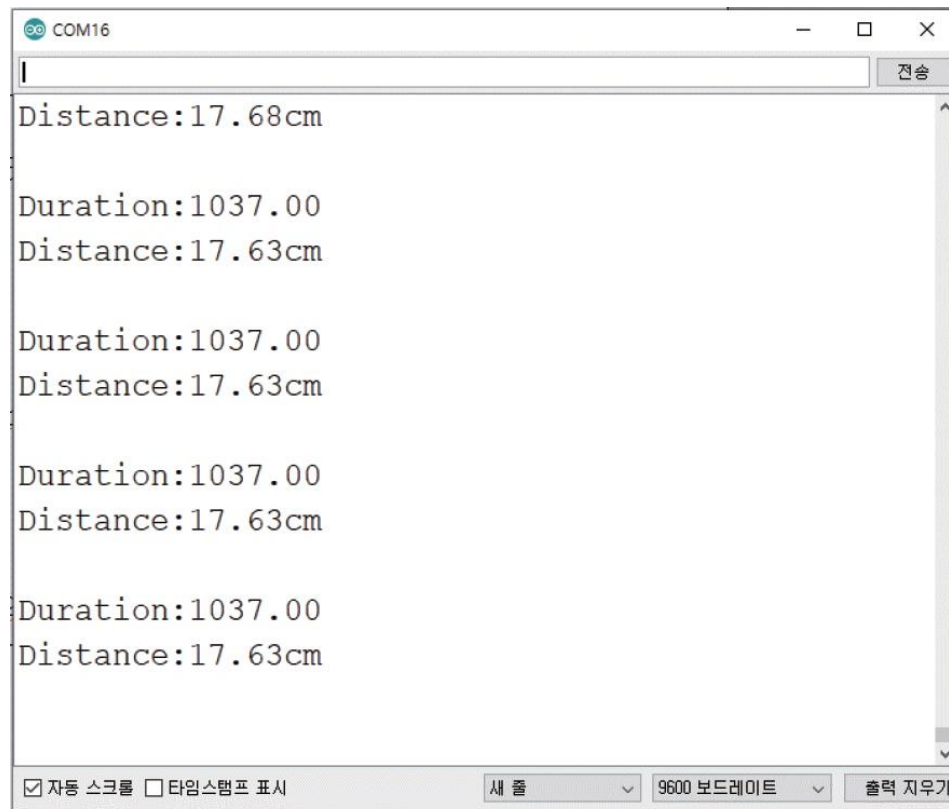 COM16
전송
Distance:17.68cm
Duration:1037.00
Distance:17.63cm
Duration:1037.00
Distance:17.63cm
Duration:1037.00
Distance:17.63cm
Duration:1037.00
Distance:17.63cm
자동 스크롤 타임스탬프 표시 새 줄 9600 보드레이트 출력 지우기